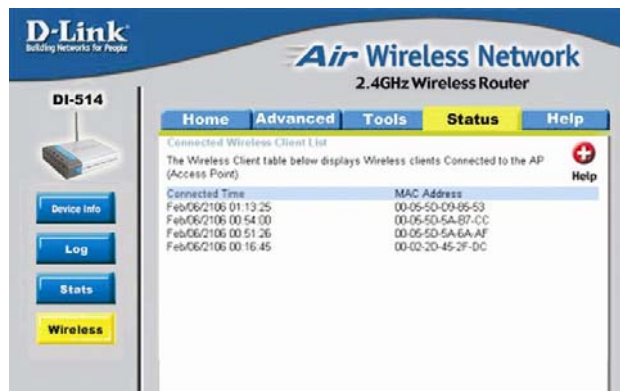 D-Link
Building Networks for People
Air Wireless Network
2.4GHz Wireless Router
DI-514
Home Advanced Tools Status Help
Connected Wireless Client List
The Wireless Client table below displays Wireless clients Connected to the AP
(Access Point).
Help
Connected Time MAC Address
Feb/06/2106 01:13:25 00-05-5D-D9-65-53
Feb/06/2106 00:54:00 00-05-5D-5A-87-CC
Feb/06/2106 00:51:26 00-05-5D-5A-6A-AF
Feb/06/2106 00:16:45 00-02-2D-45-2F-DC
Device Info
Log
Stats
Wireless